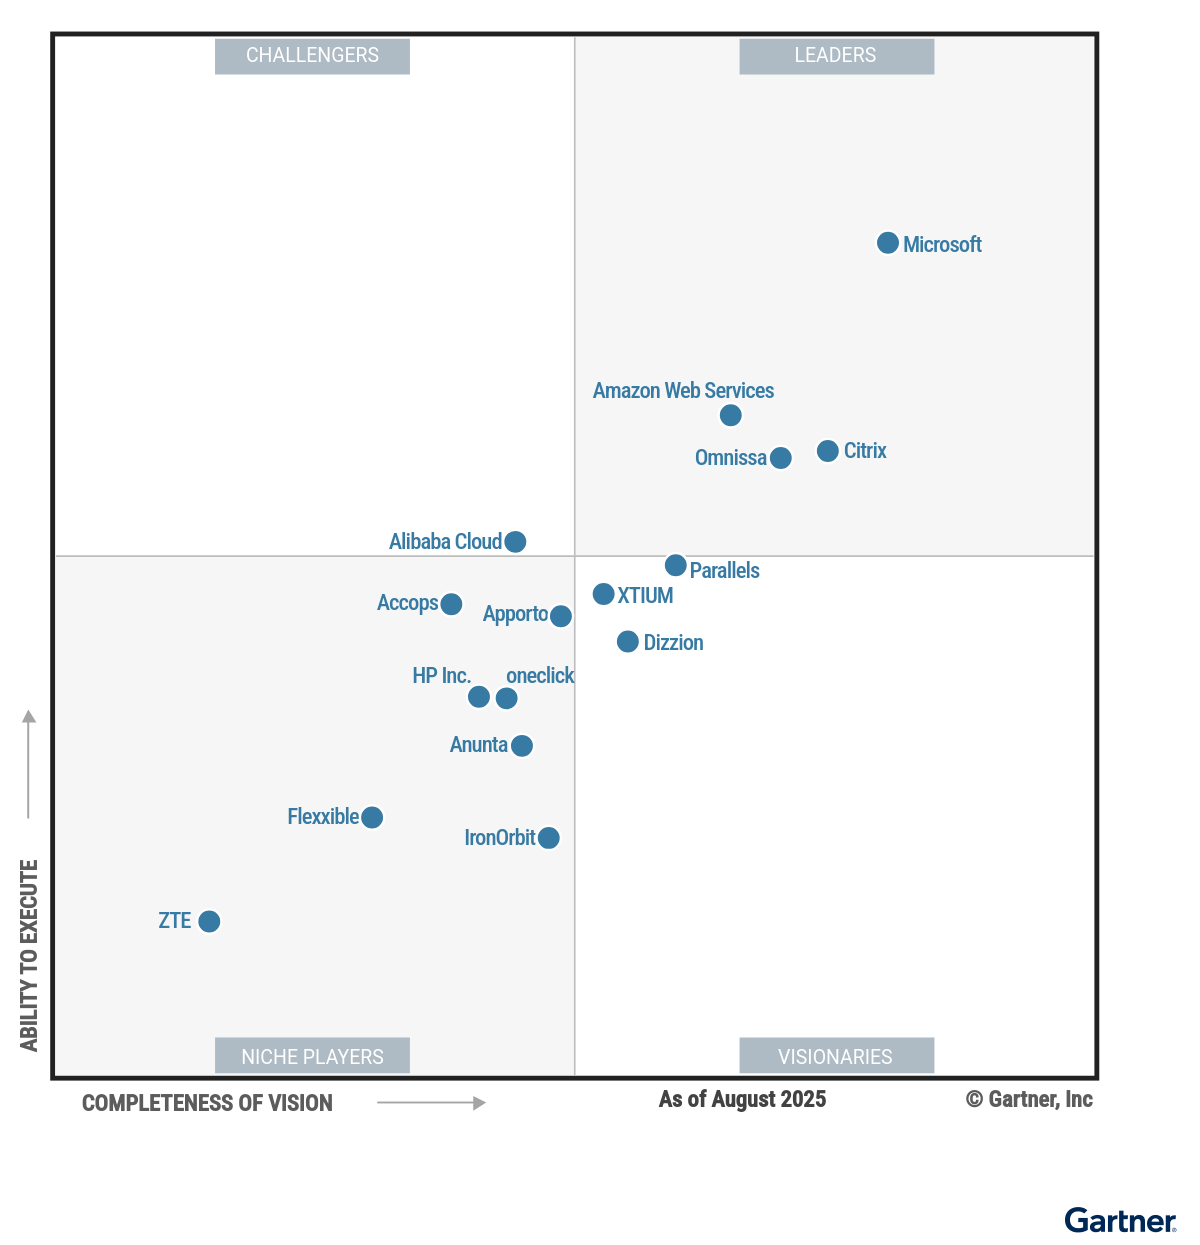 CHALLENGERS
LEADERS
Microsoft
Amazon Web Services
Omnissa
Citrix
Alibaba Cloud
Parallels
XTIUM
Accops
Apporto
Dizzion
HP Inc.
oneclick
Anunta
Flexxible
IronOrbit
ZTE
ABILITY TO EXECUTE
NICHE PLAYERS
VISIONARIES
COMPLETENESS OF VISION
As of August 2025
© Gartner, Inc
Gartner®